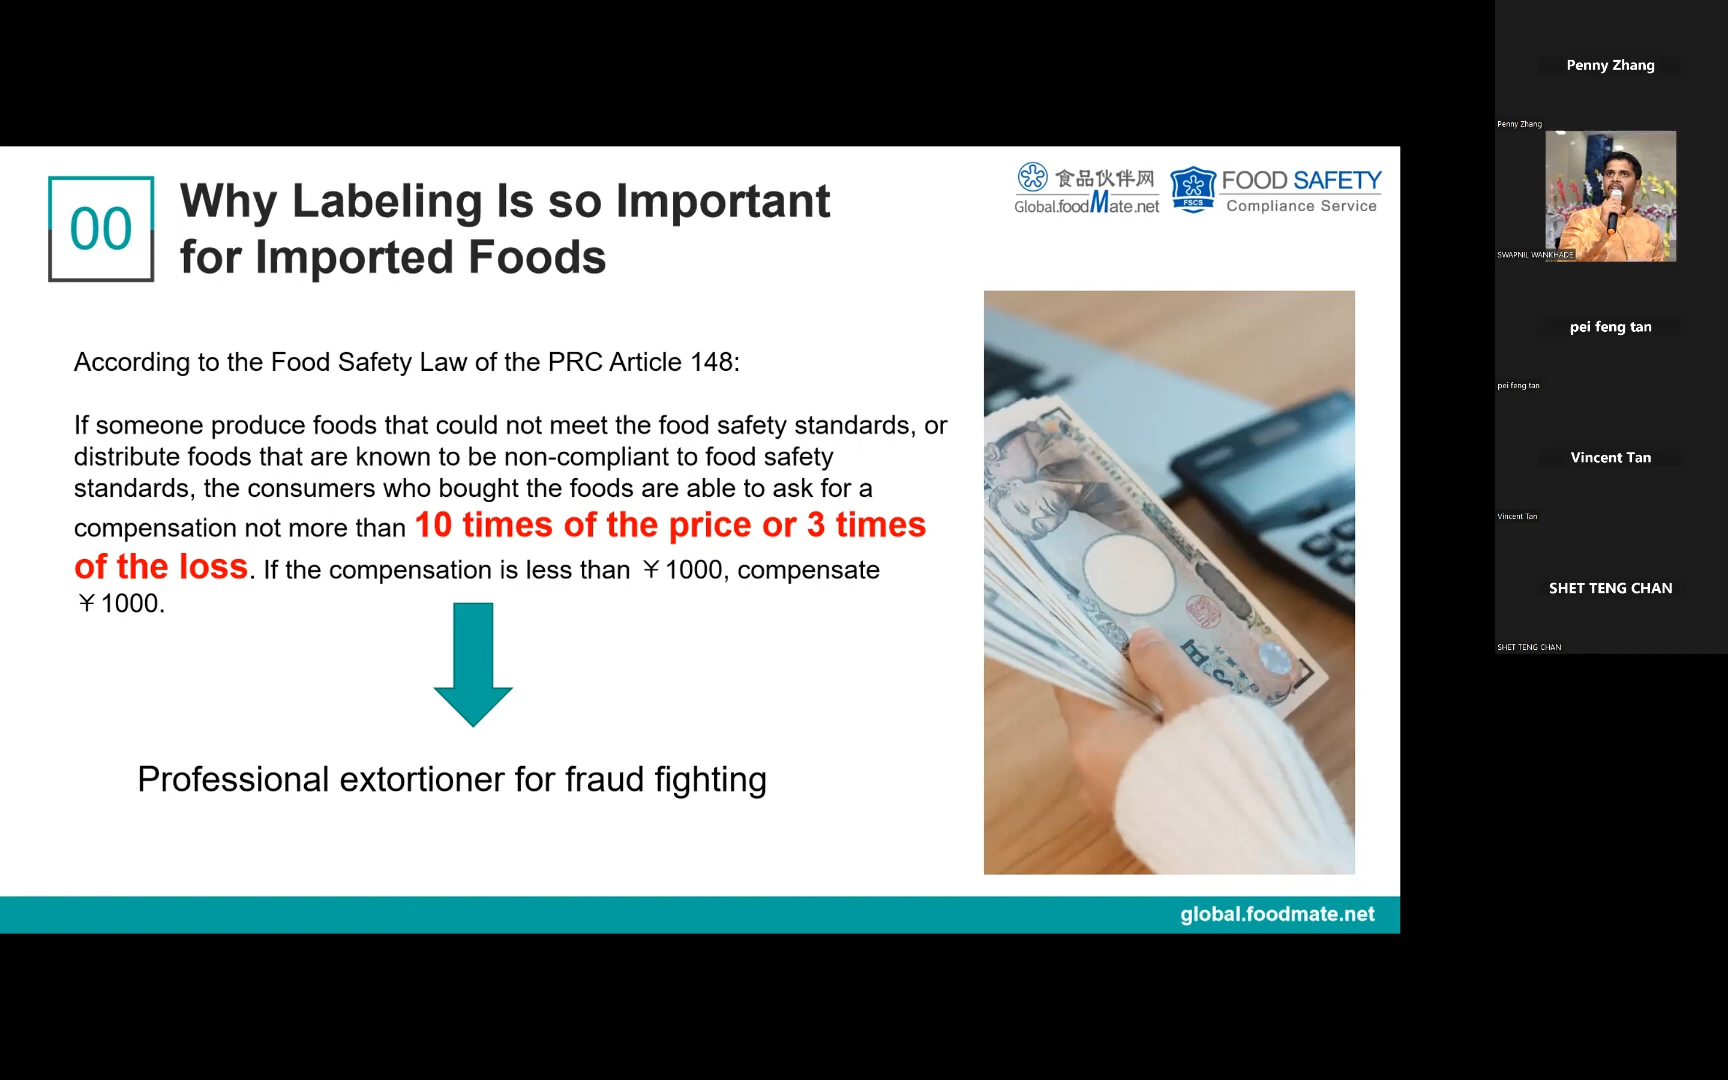 00
Why Labeling Is so Important
for Imported Foods
食品伙伴网
Global.foodMate.net
FSCS
FOOD SAFETY
Compliance Service
According to the Food Safety Law of the PRC Article 148:
If someone produce foods that could not meet the food safety standards, or
distribute foods that are known to be non-compliant to food safety
standards, the consumers who bought the foods are able to ask for a
compensation not more than 10 times of the price or 3 times
of the loss. If the compensation is less than ￥1000, compensate
￥1000.
Professional extortioner for fraud fighting
global.foodmate.net
Penny Zhang
Penny Zhang
SWAPNIL WANKHADE
pei feng tan
pei feng tan
Vincent Tan
Vincent Tan
SHET TENG CHAN
SHET TENG CHAN